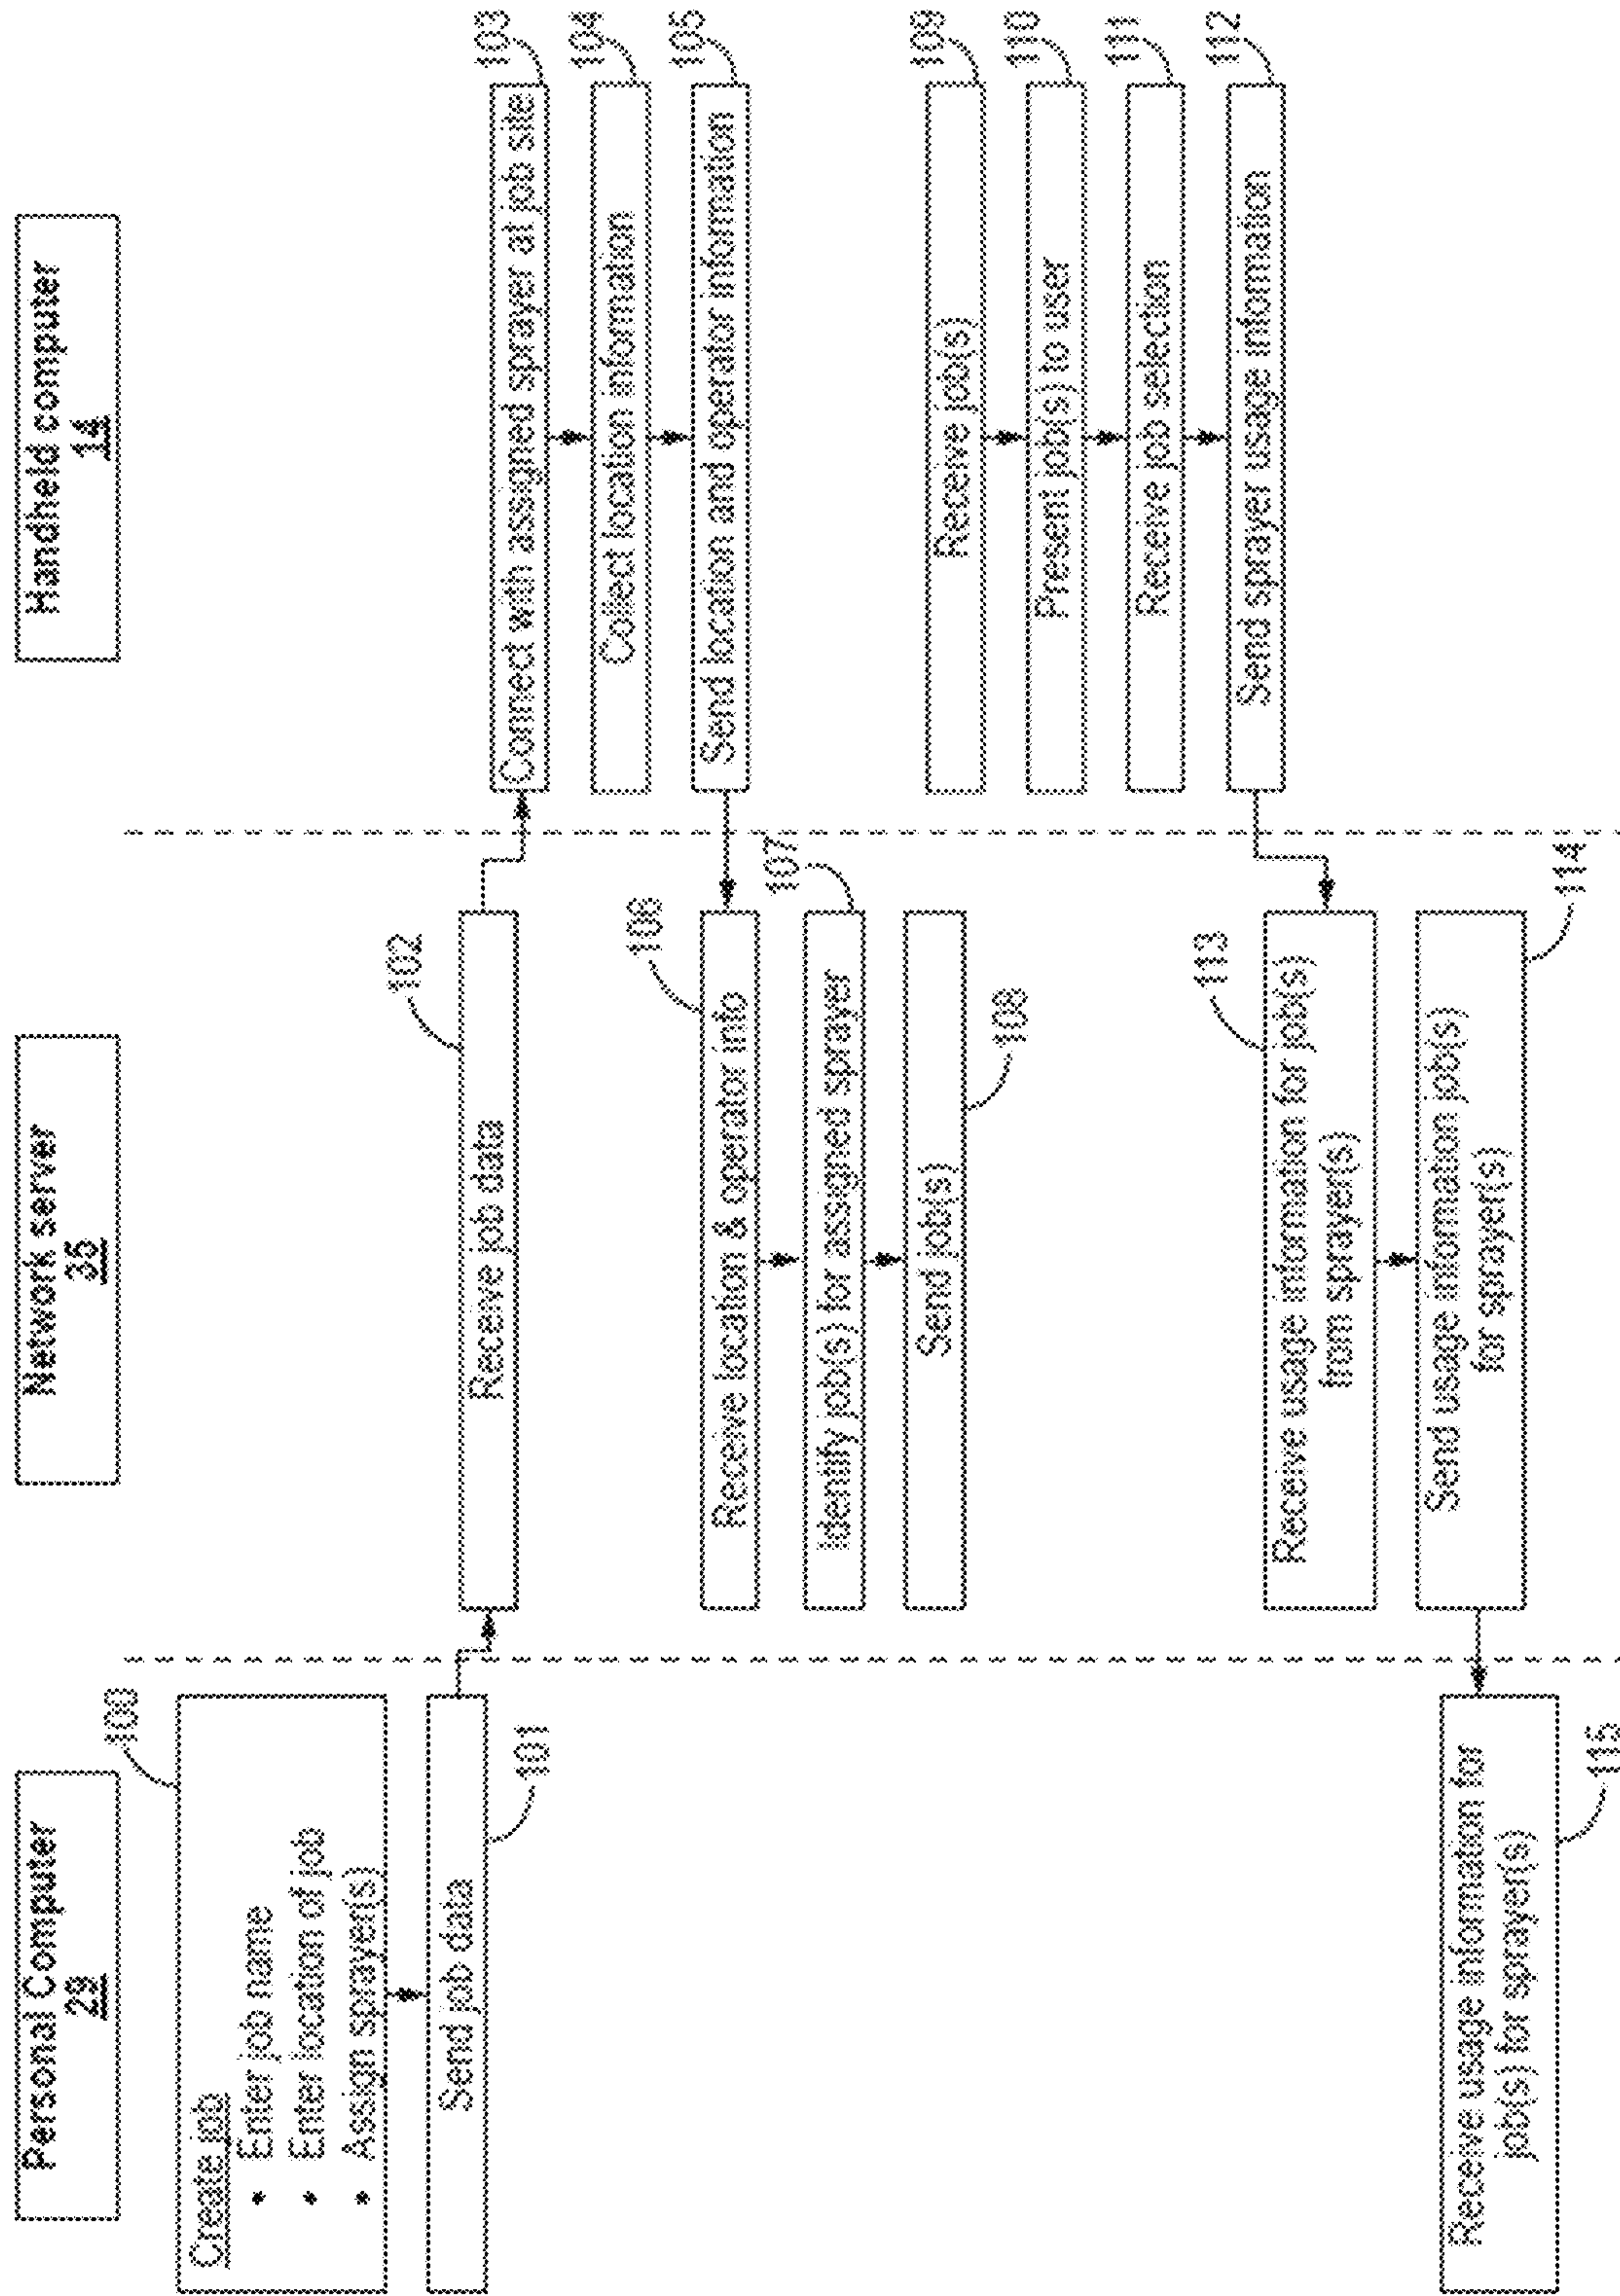 Personal Computer
29
Network server
35
Handheld computer
14
100
Create job
• Enter job name
• Enter location of job
• Assign sprayer(s)
Send job data
101
102
Receive job data
103
Connect with assigned sprayer at job site
104
Collect location information
105
Send location and operator information
106
Receive location & operator info
107
Identify job(s) for assigned sprayer
Send job(s)
108
109
Receive job(s)
110
Present job(s) to user
111
Receive job selection
112
Send sprayer usage information
113
Receive usage information for job(s)
from sprayer(s)
Send usage information job(s)
for sprayer(s)
114
Receive usage information for
job(s) for sprayer(s)
115